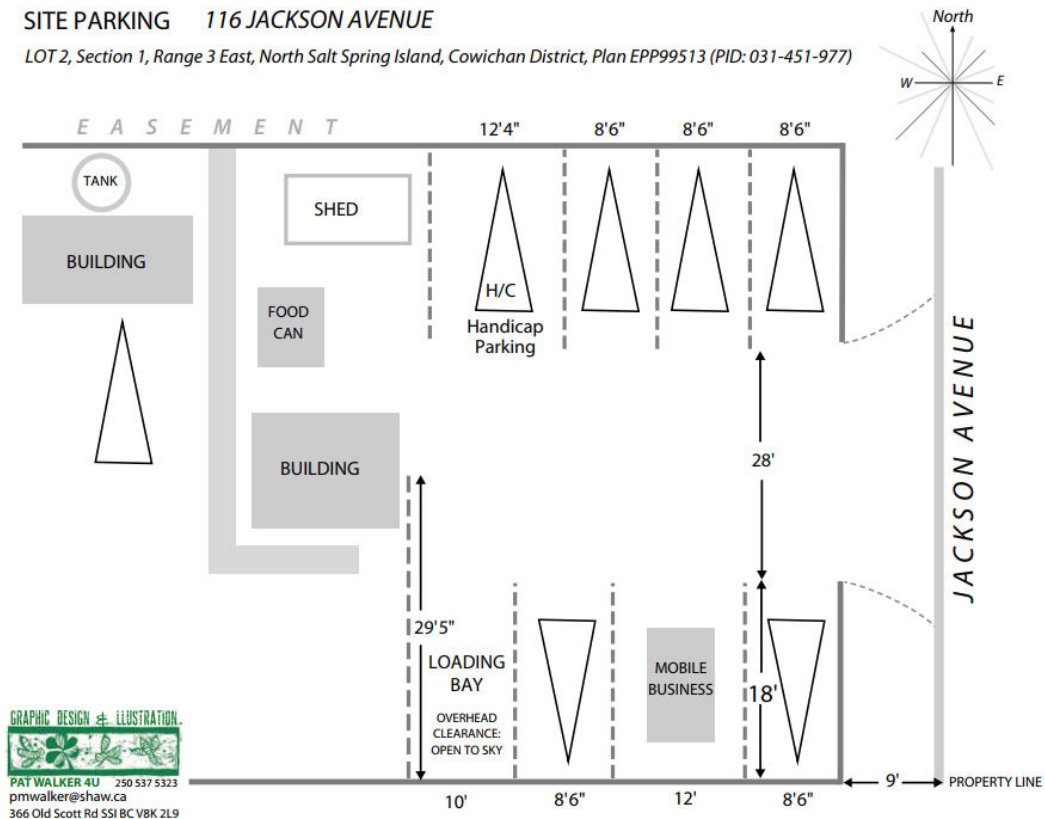 SITE PARKING 116 JACKSON AVENUE
LOT 2, Section 1, Range 3 East, North Salt Spring Island, Cowichan District, Plan EPP99513 (PID: 031-451-977)
North
W
E
EASEMENT
12'4"
8'6"
8'6"
8'6"
TANK
SHED
BUILDING
H/C
Handicap
Parking
FOOD
CAN
JACKSON AVENUE
28'
BUILDING
29'5"
LOADING
BAY
OVERHEAD
CLEARANCE:
OPEN TO SKY
MOBILE
BUSINESS
18'
10'
8'6"
12'
8'6"
9'
PROPERTY LINE
GRAPHIC DESIGN & ILLUSTRATION
PAT WALKER 4U 250 537 5323
pmwalker@shaw.ca
366 Old Scott Rd SSI BC V8K 2L9